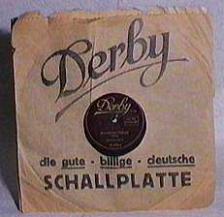 Derby
Derby
die gute · billige · deutsche
SCHALLPLATTE